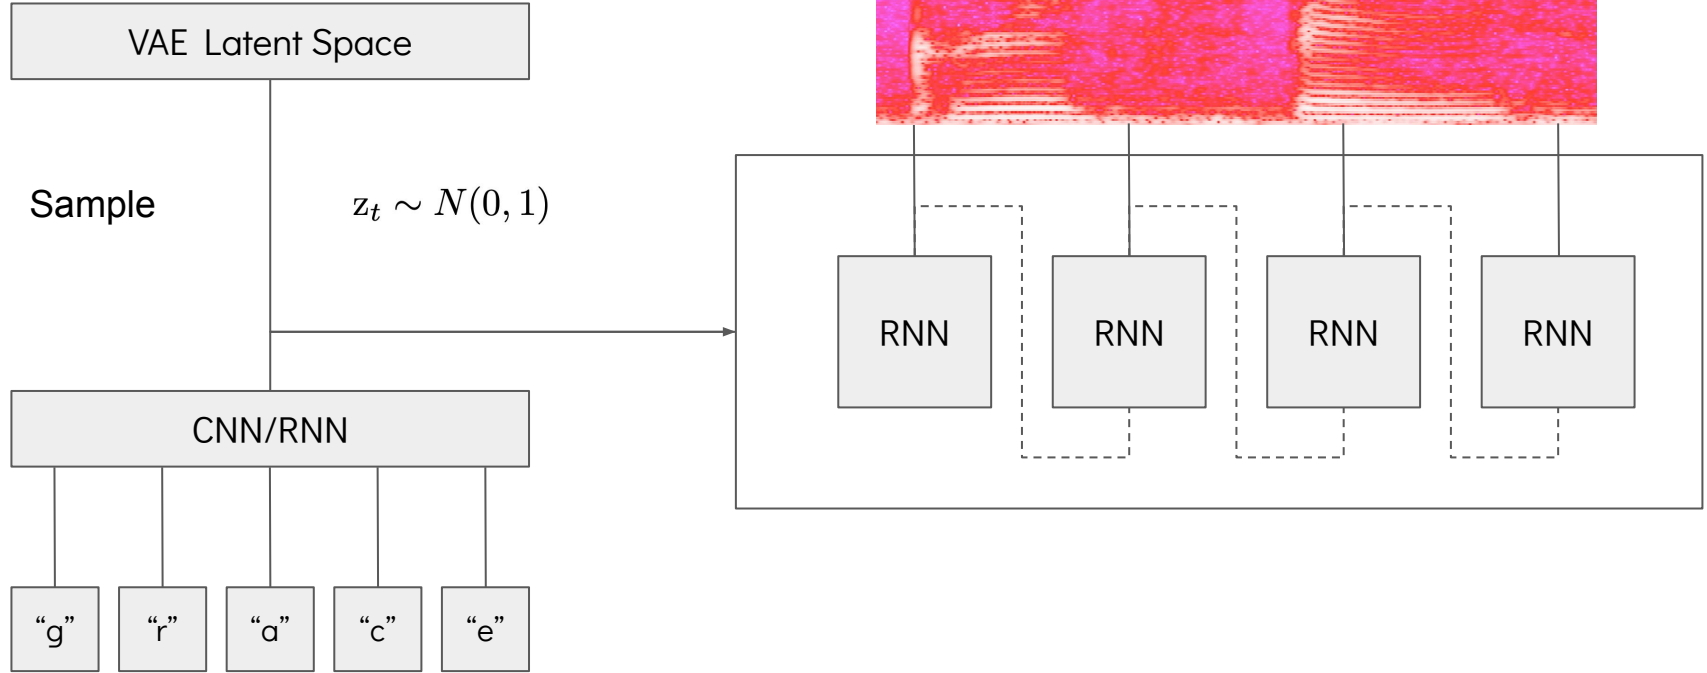 VAE Latent Space
Sample
z_t ∼ N(0, 1)
RNN
RNN
RNN
RNN
CNN/RNN
“g”
“r”
“a”
“c”
“e”